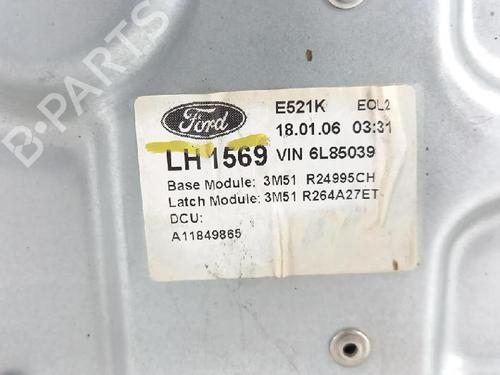 B-PARTS
Ford
E521K EOL2
18.01.06 03:31
LH 1569 VIN 6L85039
Base Module: 3M51 R24995CH
Latch Module: 3M51 R264A27ET
DCU:
A11849865